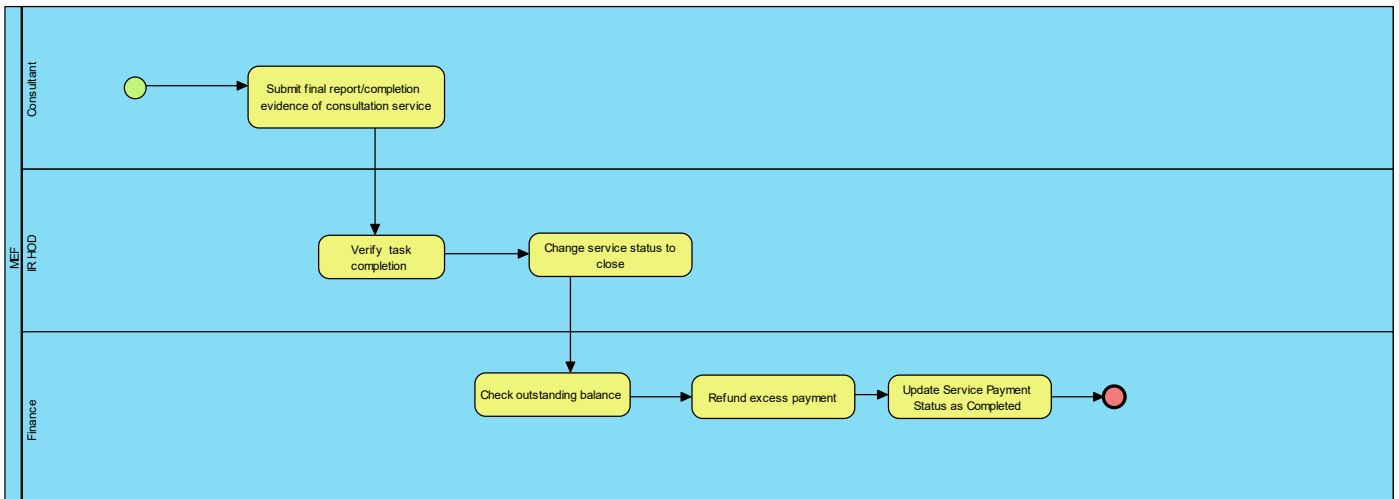 MEF
Consultant
Submit final report/completion
evidence of consultation service
IR HOD
Verify task
completion
Change service status to
close
Finance
Check outstanding balance
Refund excess payment
Update Service Payment
Status as Completed